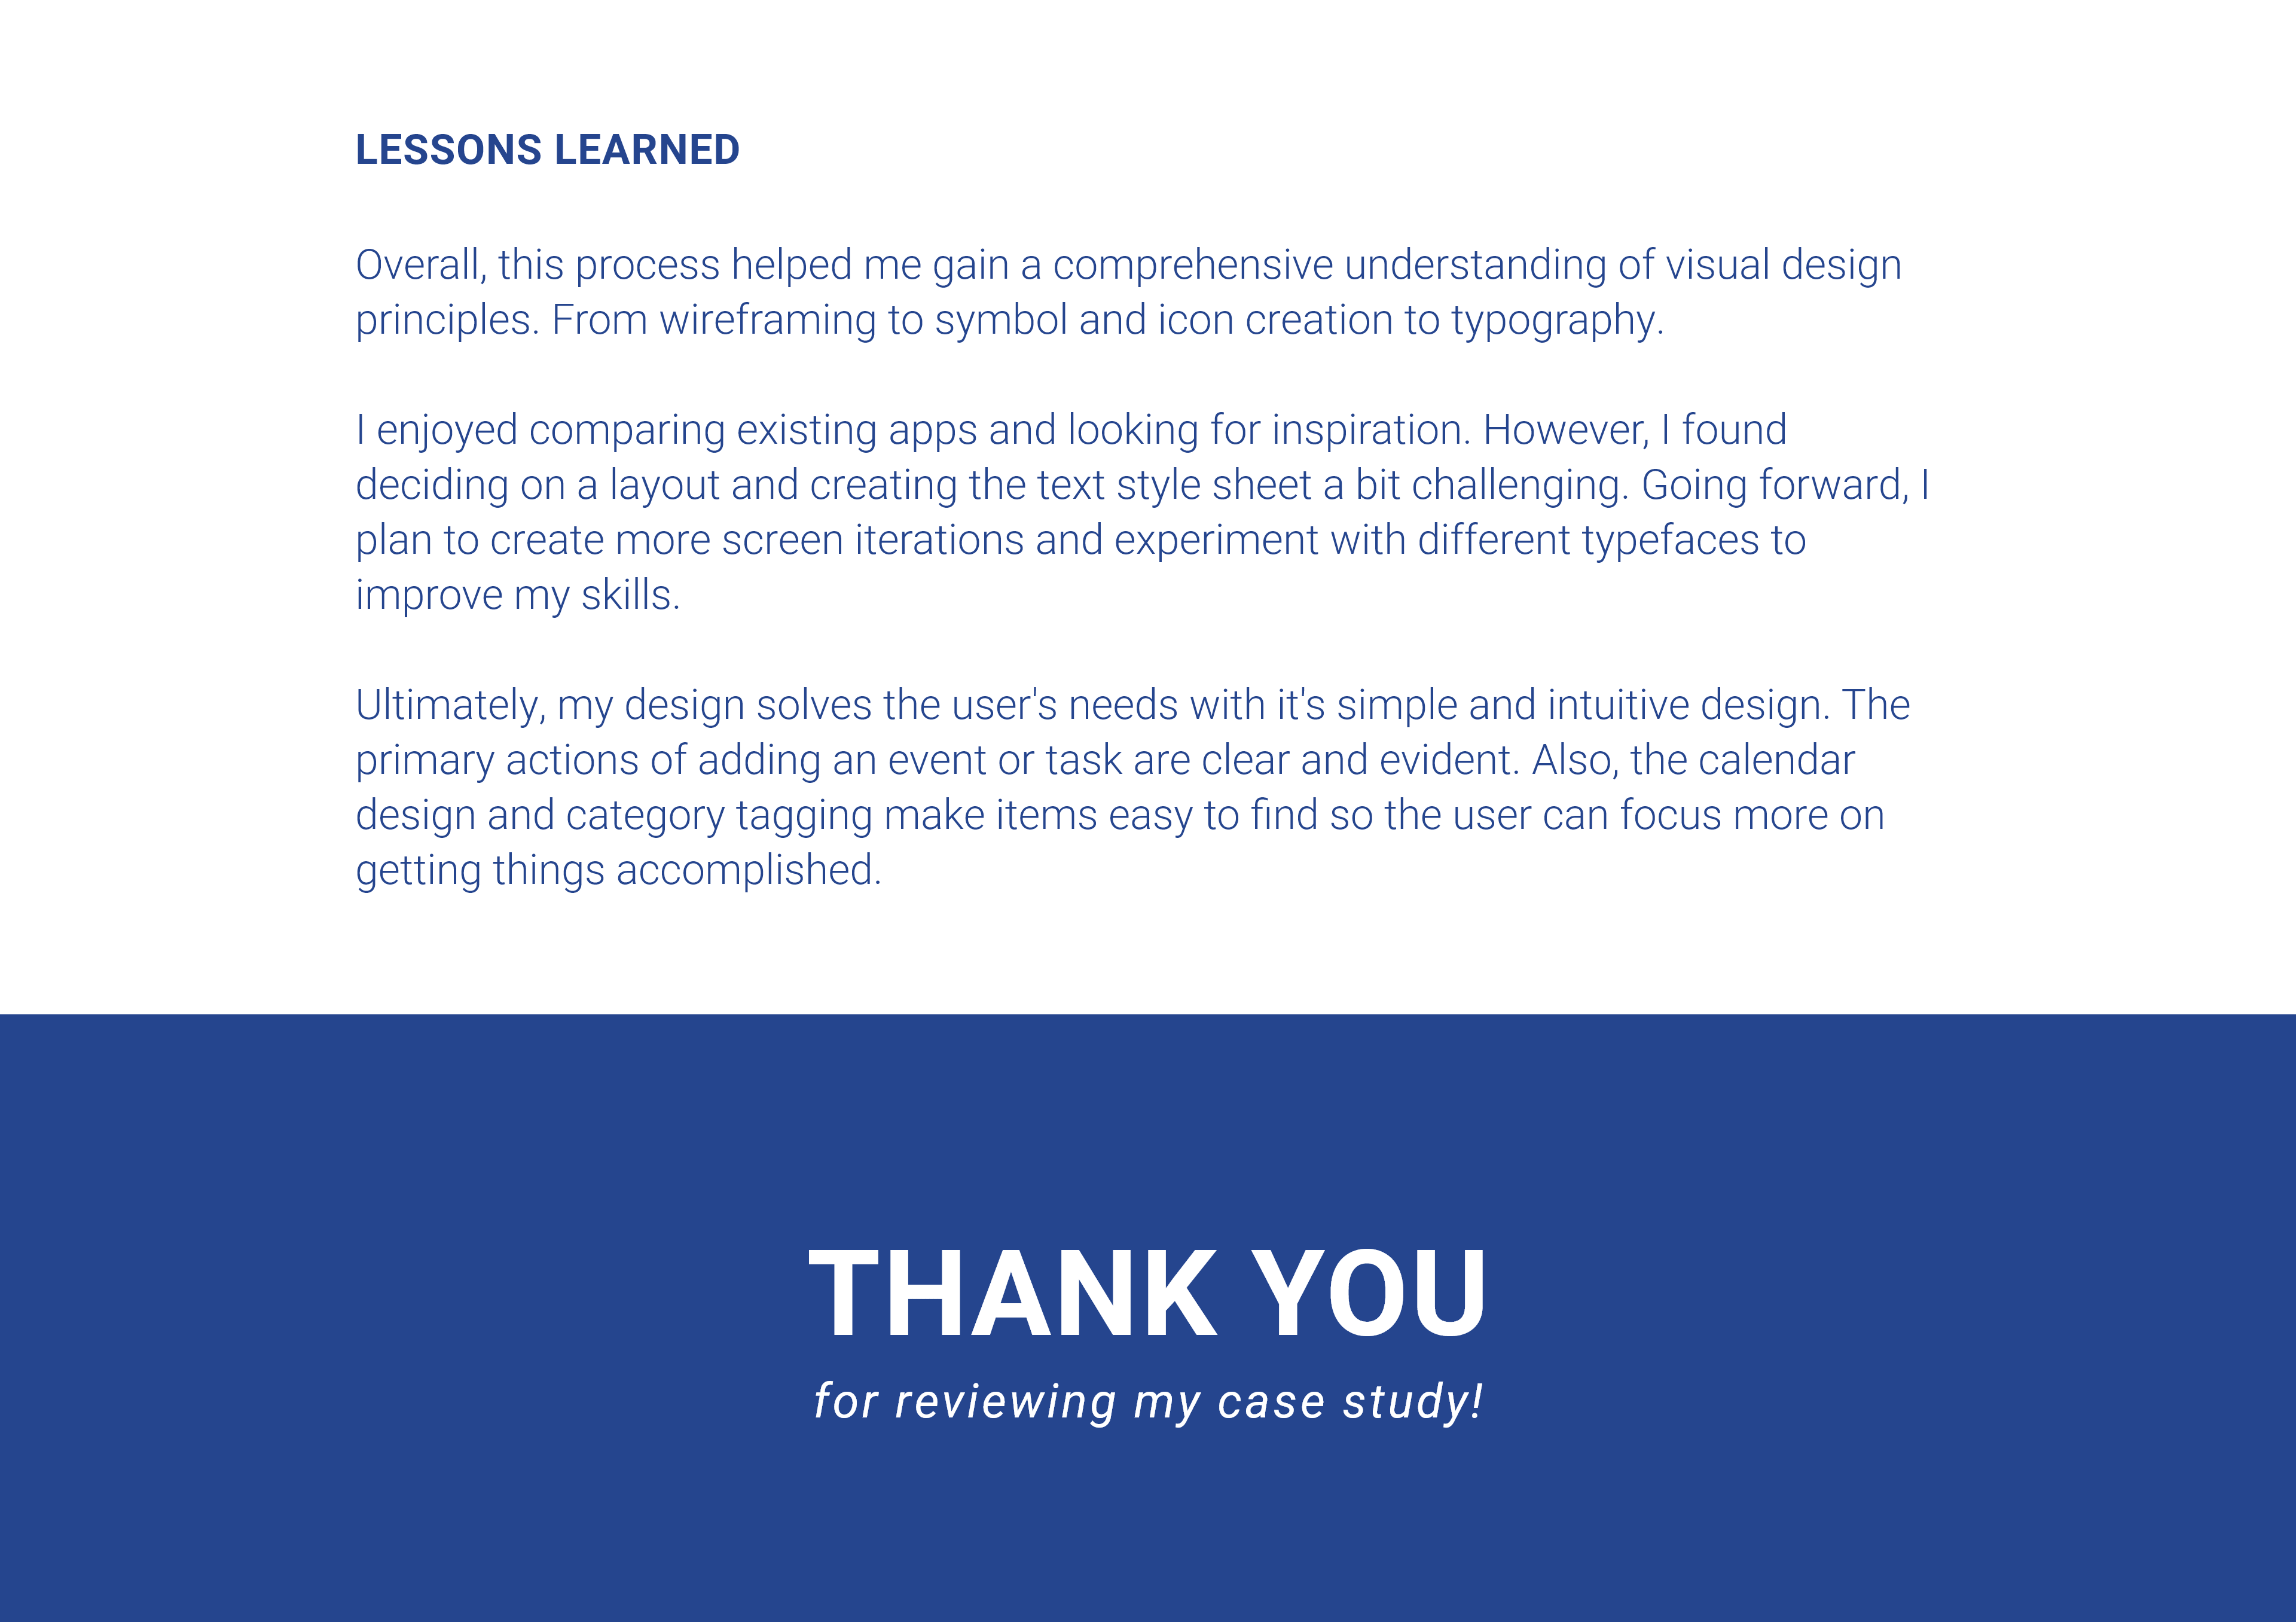 LESSONS LEARNED
Overall, this process helped me gain a comprehensive understanding of visual design
principles. From wireframing to symbol and icon creation to typography.
I enjoyed comparing existing apps and looking for inspiration. However, I found
deciding on a layout and creating the text style sheet a bit challenging. Going forward, I
plan to create more screen iterations and experiment with different typefaces to
improve my skills.
Ultimately, my design solves the user's needs with it's simple and intuitive design. The
primary actions of adding an event or task are clear and evident. Also, the calendar
design and category tagging make items easy to find so the user can focus more on
getting things accomplished.
THANK YOU
for reviewing my case study!